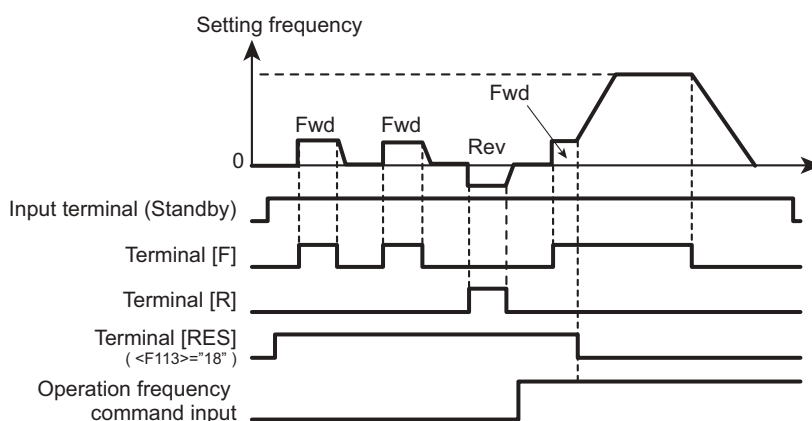 Setting frequency
Fwd
Fwd
Fwd
Rev
0
Input terminal (Standby)
Terminal [F]
Terminal [R]
Terminal [RES]
( <F113>="18" )
Operation frequency
command input